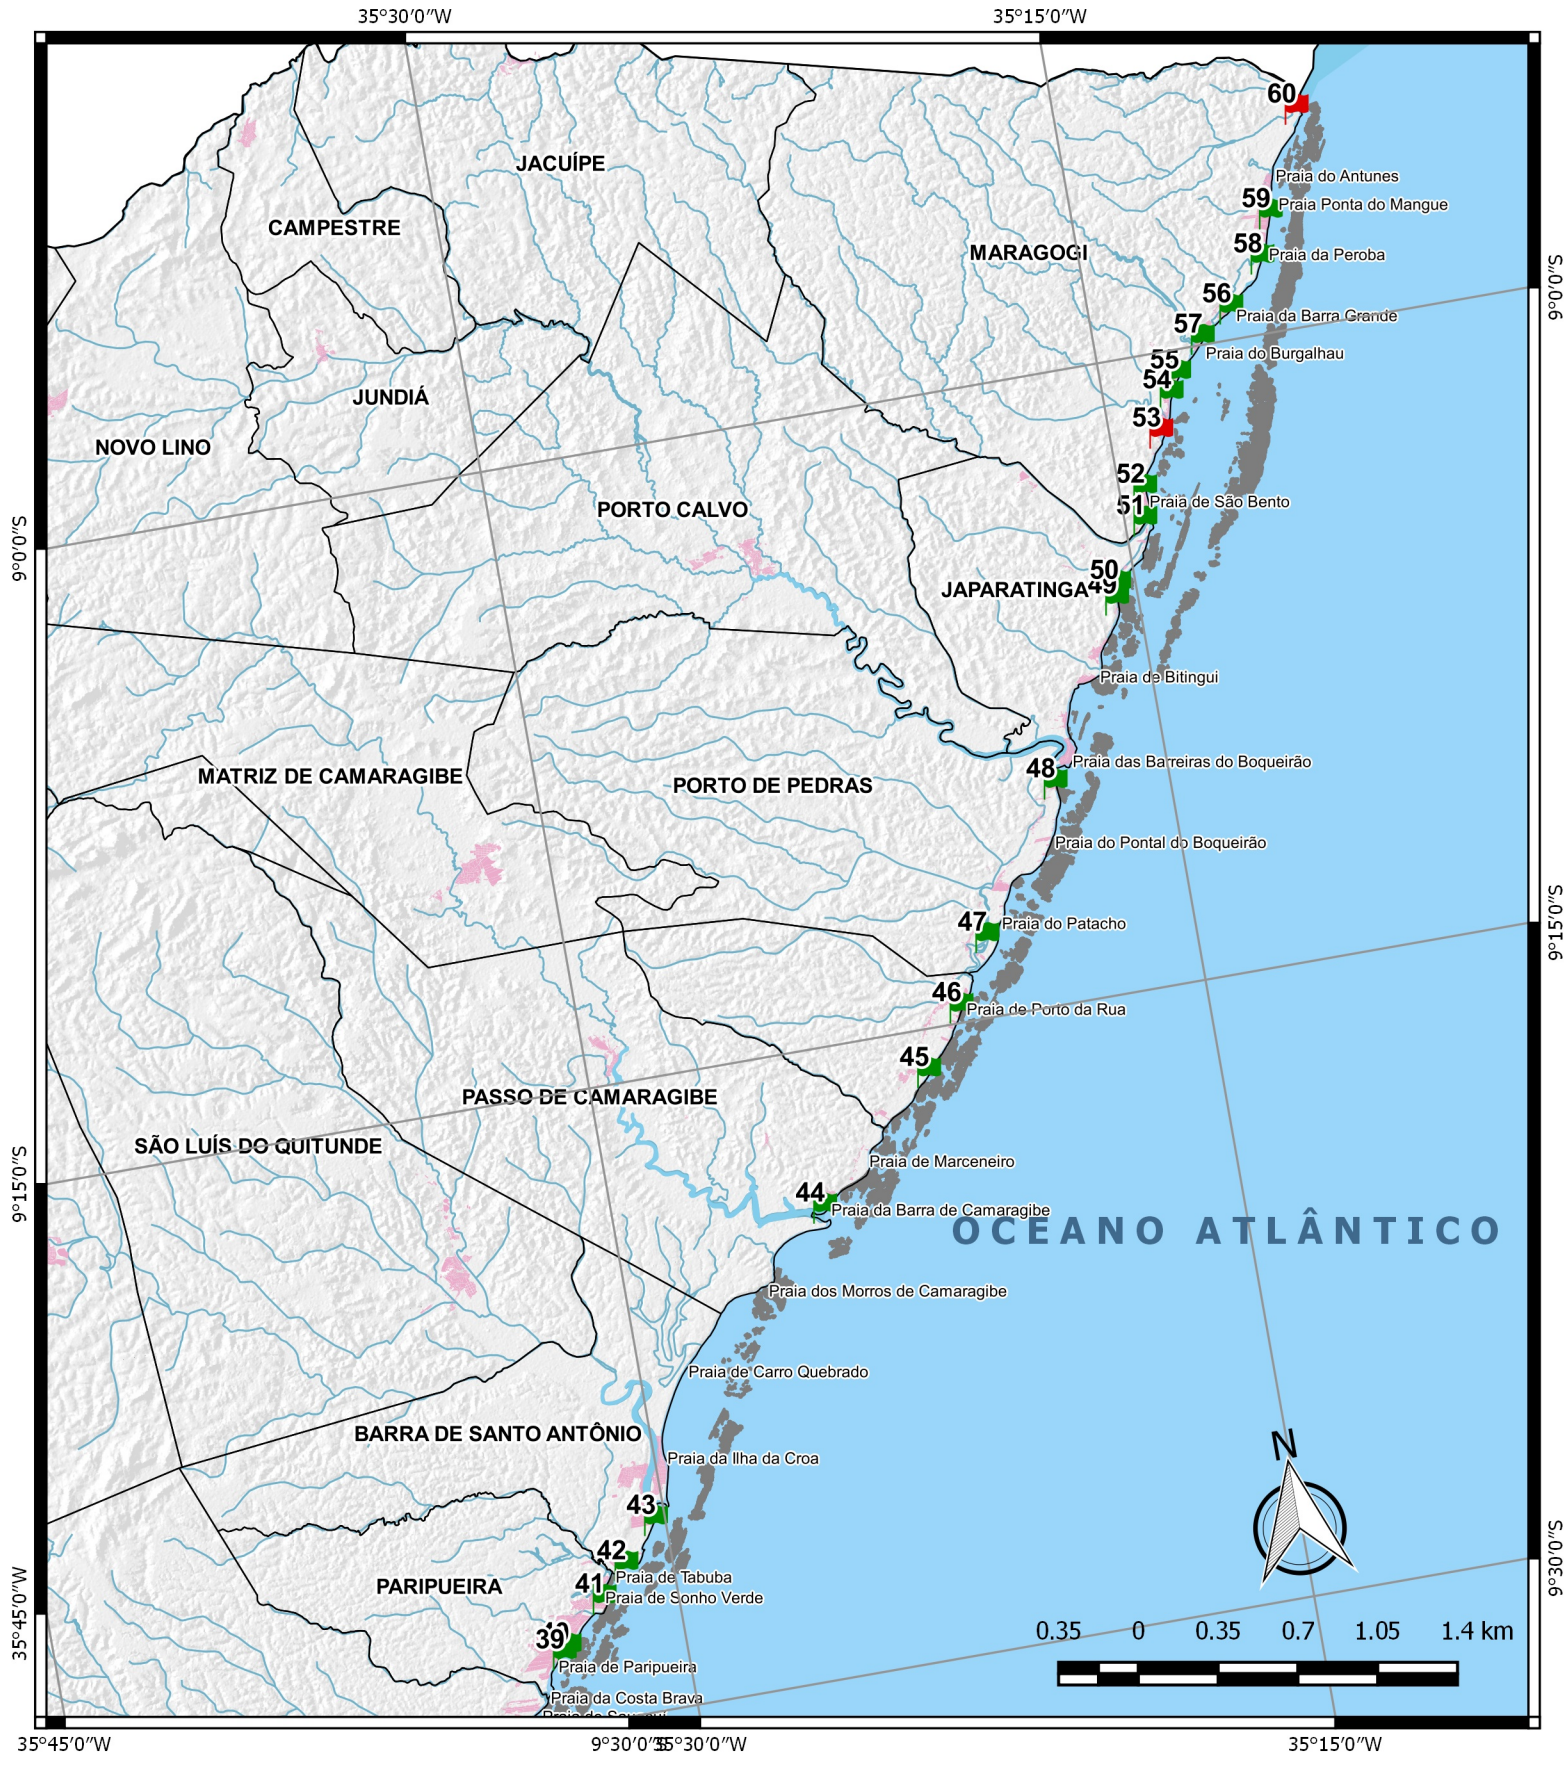 35°30′0″W
35°15′0″W
60
JACUÍPE
Praia do Antunes
59
Praia Ponta do Mangue
CAMPESTRE
58
MARAGOGI
Praia da Peroba
56
9°0′0″S
Praia da Barra Grande
57
Praia do Burgalhau
55
54
JUNDIÁ
53
NOVO LINO
52
51
Praia de São Bento
PORTO CALVO
9°0′0″S
50
JAPARATINGA
49
Praia de Bitingui
Praia das Barreiras do Boqueirão
48
MATRIZ DE CAMARAGIBE
PORTO DE PEDRAS
Praia do Pontal do Boqueirão
47
Praia do Patacho
9°15′0″S
46
Praia de Porto da Rua
45
PASSO DE CAMARAGIBE
SÃO LUÍS DO QUITUNDE
Praia de Marceneiro
9°15′0″S
44
Praia da Barra de Camaragibe
OCEANO ATLÂNTICO
Praia dos Morros de Camaragibe
Praia de Carro Quebrado
BARRA DE SANTO ANTÔNIO
N
Praia da Ilha da Croa
43
42
9°30′0″S
Praia de Tabuba
41
PARIPUEIRA
Praia de Sonho Verde
35°45′0″W
39
0.35 0 0.35 0.7 1.05 1.4 km
Praia de Paripueira
Praia da Costa Brava
35°45′0″W
9°30′0″S
35°30′0″W
35°15′0″W